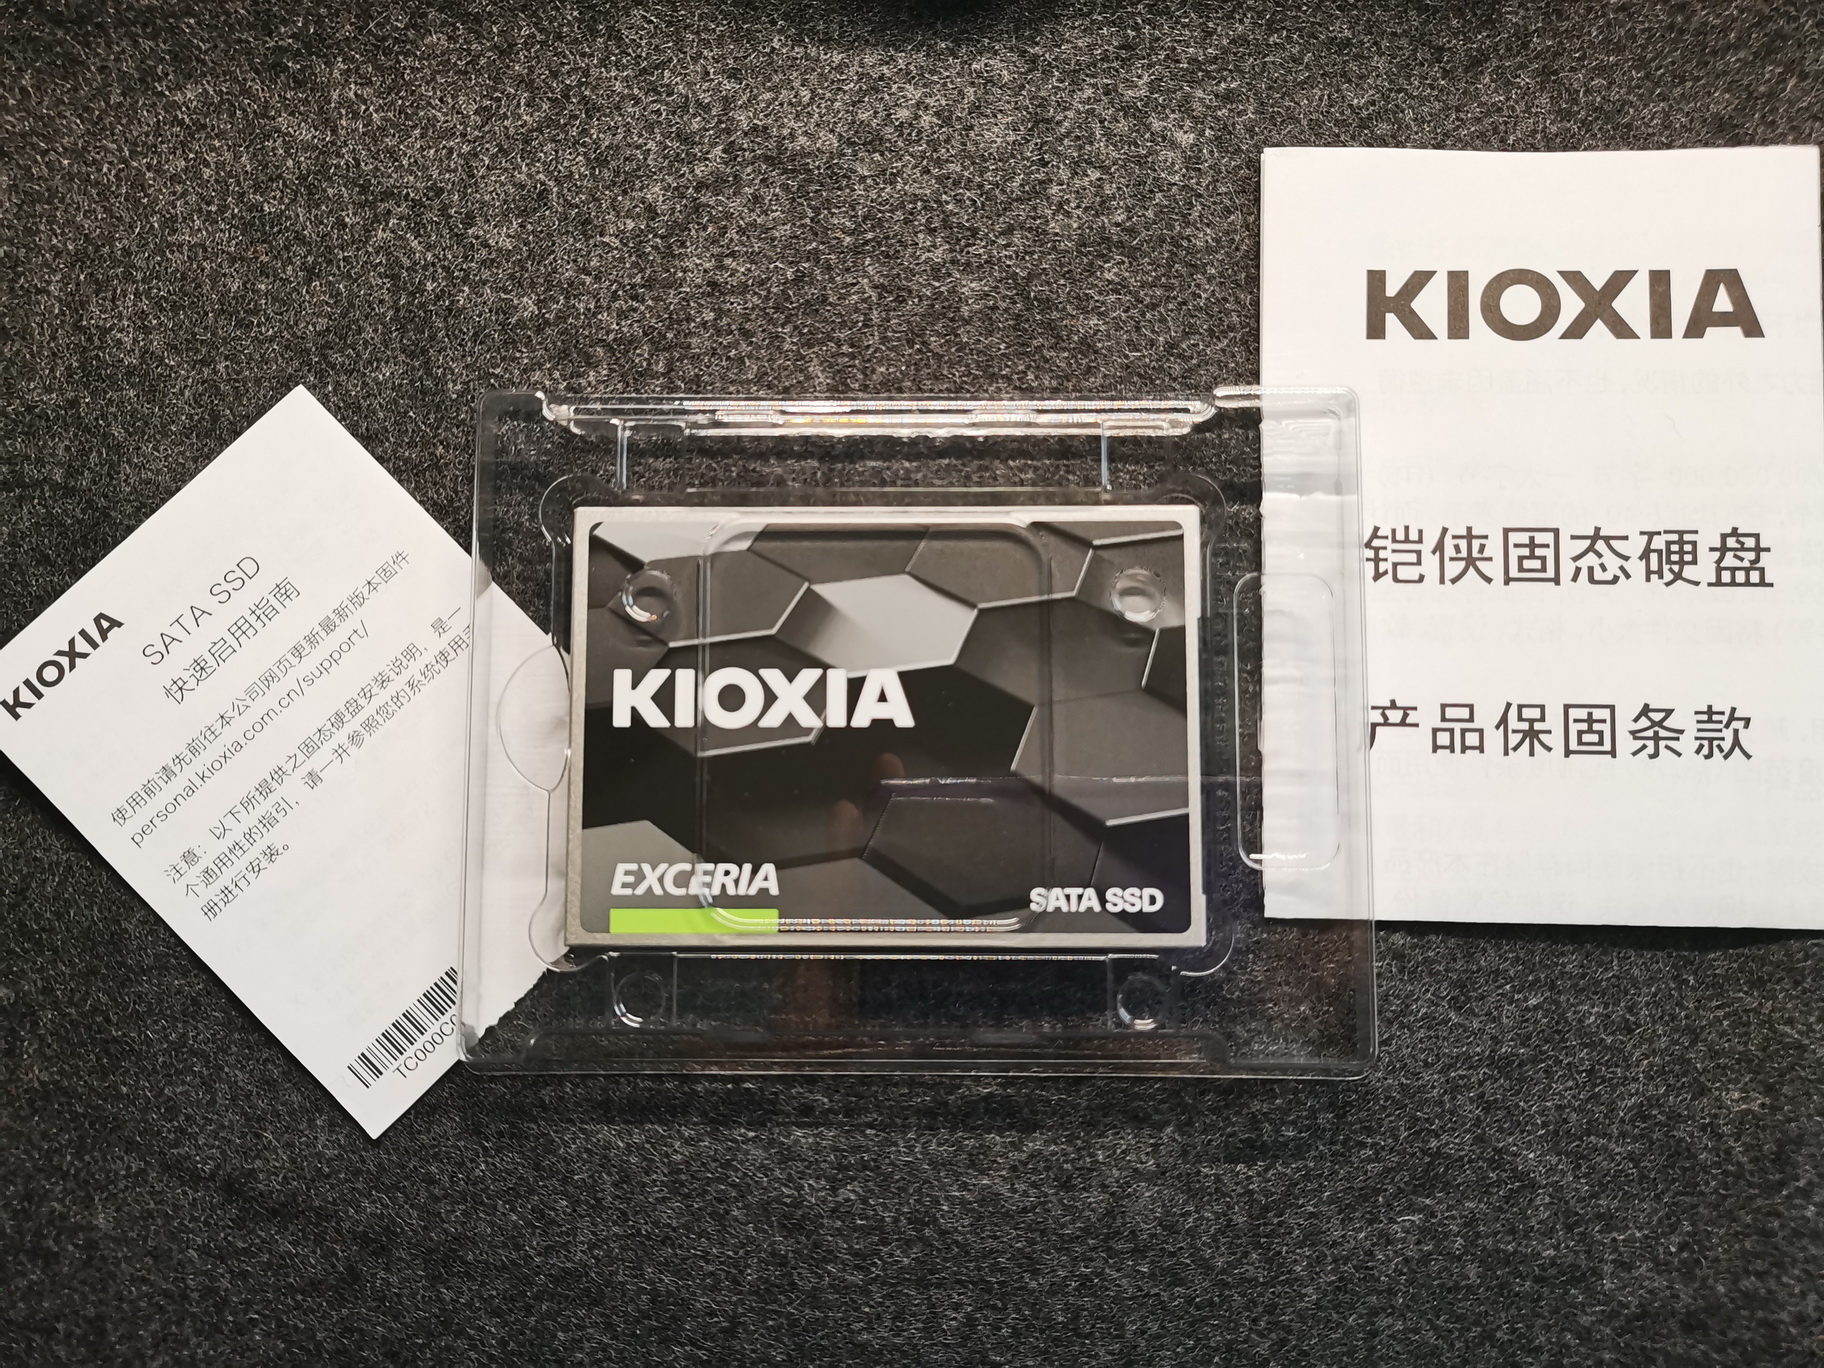 KIOXIA
SATA SSD
快速启用指南
使用前请先前往本公司网页更新最新版本固件
personal.kioxia.com.cn/support/
注意：以下所提供之固态硬盘安装说明，是一
个通用性的指引，请一并参照您的系统使用
册进行安装。
TC000C
KIOXIA
EXCERIA
SATA SSD
KIOXIA
铠侠固态硬盘
产品保固条款